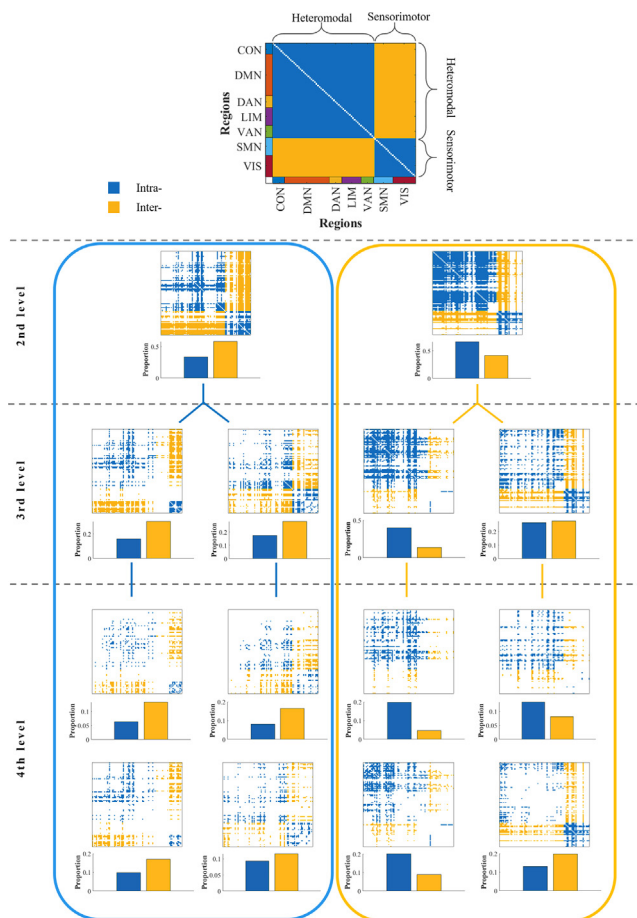 Heteromodal Sensorimotor
CON
DMN
DAN
LIM
VAN
SMN
VIS
Regions
Heteromodal
Sensorimotor
CON
DMN
DAN
LIM
VAN
SMN
VIS
Regions
Intra-
Inter-
2nd level
Proportion
0.5
0
Proportion
0.5
0
3rd level
Proportion
0.2
0
Proportion
0.2
0.1
0
Proportion
0.5
0
Proportion
0.2
0.1
0
4th level
Proportion
0.1
0.05
0
Proportion
0.2
0.1
0
Proportion
0.2
0.1
0
Proportion
0.1
0.05
0
Proportion
0.2
0.1
0
Proportion
0.1
0.05
0
Proportion
0.2
0.1
0
Proportion
0.2
0.1
0